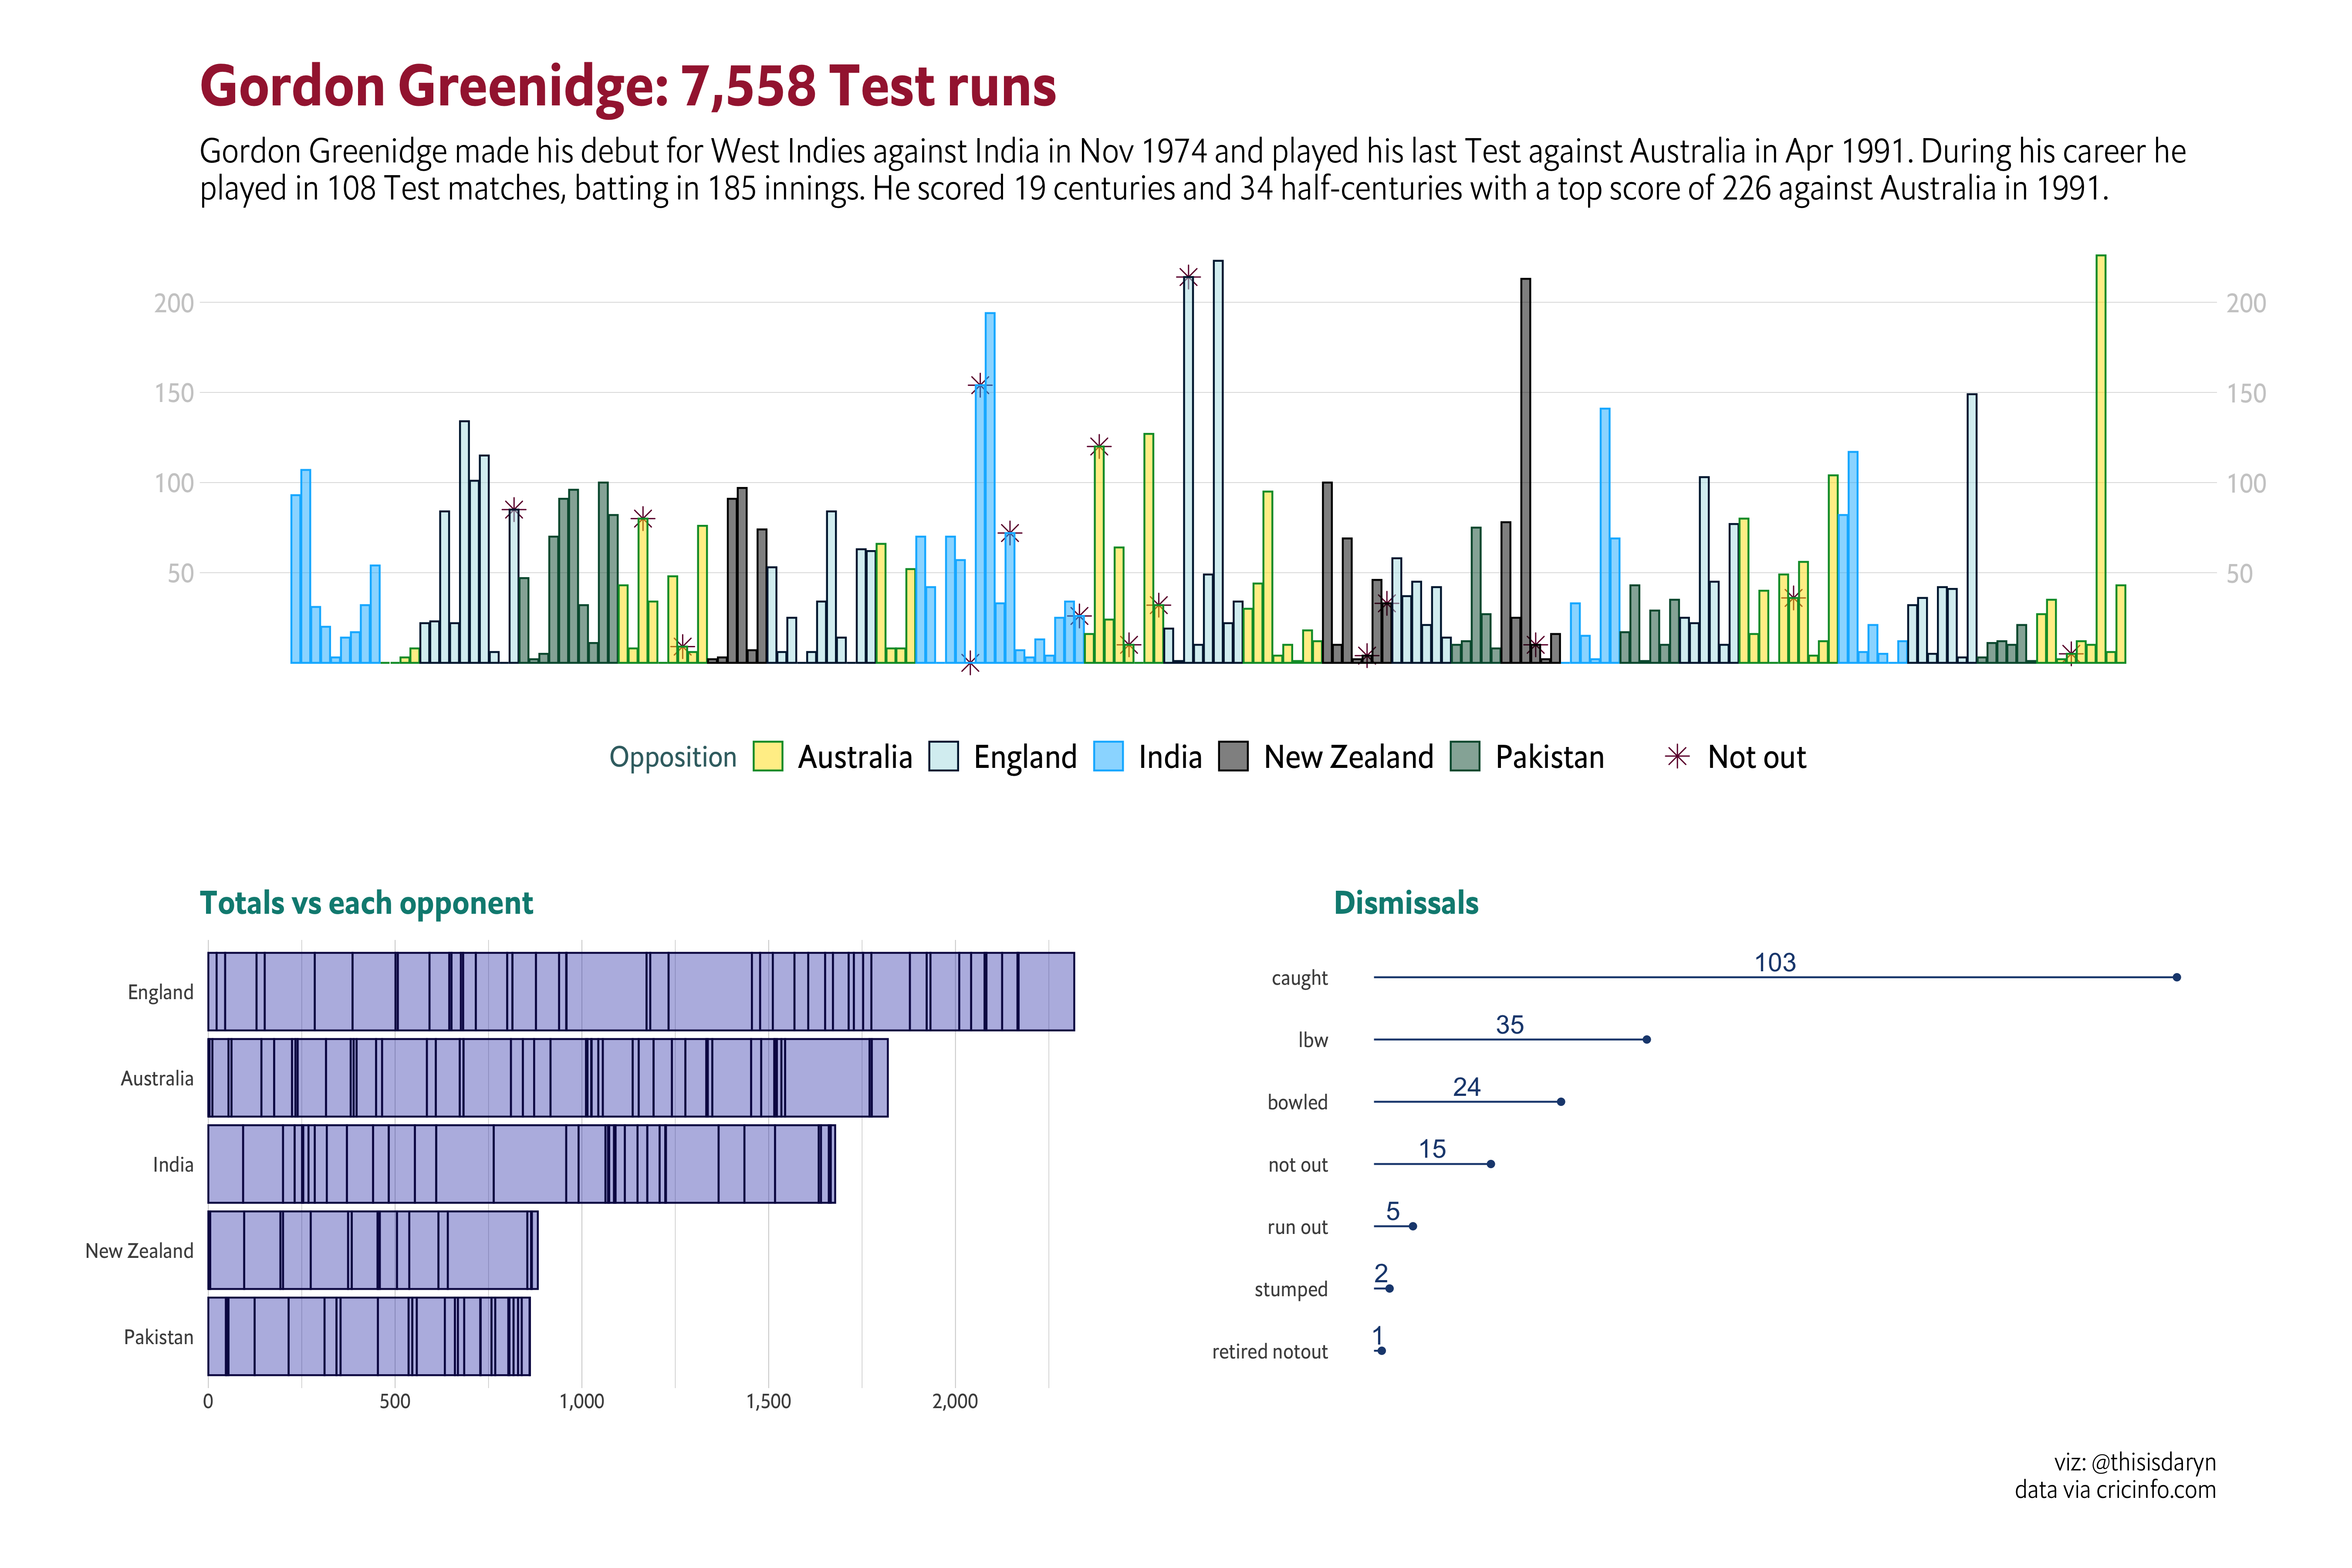 Gordon Greenidge: 7,558 Test runs
Gordon Greenidge made his debut for West Indies against India in Nov 1974 and played his last Test against Australia in Apr 1991. During his career he
played in 108 Test matches, batting in 185 innings. He scored 19 centuries and 34 half-centuries with a top score of 226 against Australia in 1991.
200 200
150 150
100 100
50 50
Opposition Australia England India New Zealand Pakistan Not out
Totals vs each opponent
England
Australia
India
New Zealand
Pakistan
0 500 1,000 1,500 2,000
Dismissals
caught 103
lbw 35
bowled 24
not out 15
run out 5
stumped 2
retired notout 1
viz: @thisisdaryn
data via cricinfo.com